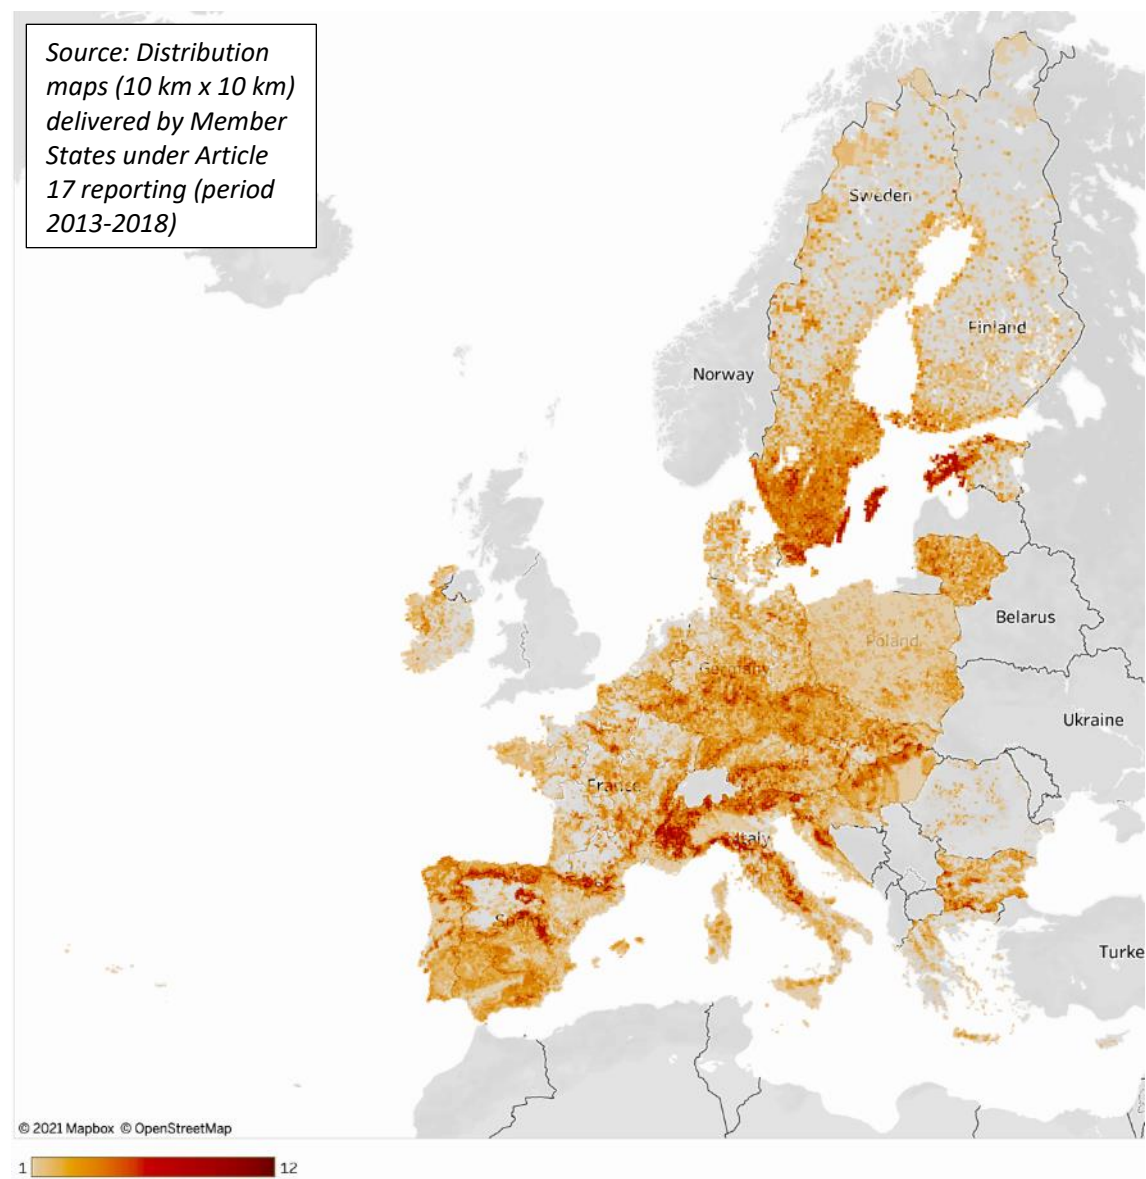 Source: Distribution
maps (10 km x 10 km)
delivered by Member
States under Article
17 reporting (period
2013-2018)
Sweden
Finland
Norway
Belarus
Poland
Germany
Ukraine
France
Italy
Spain
Turke
© 2021 Mapbox © OpenStreetMap
1
12